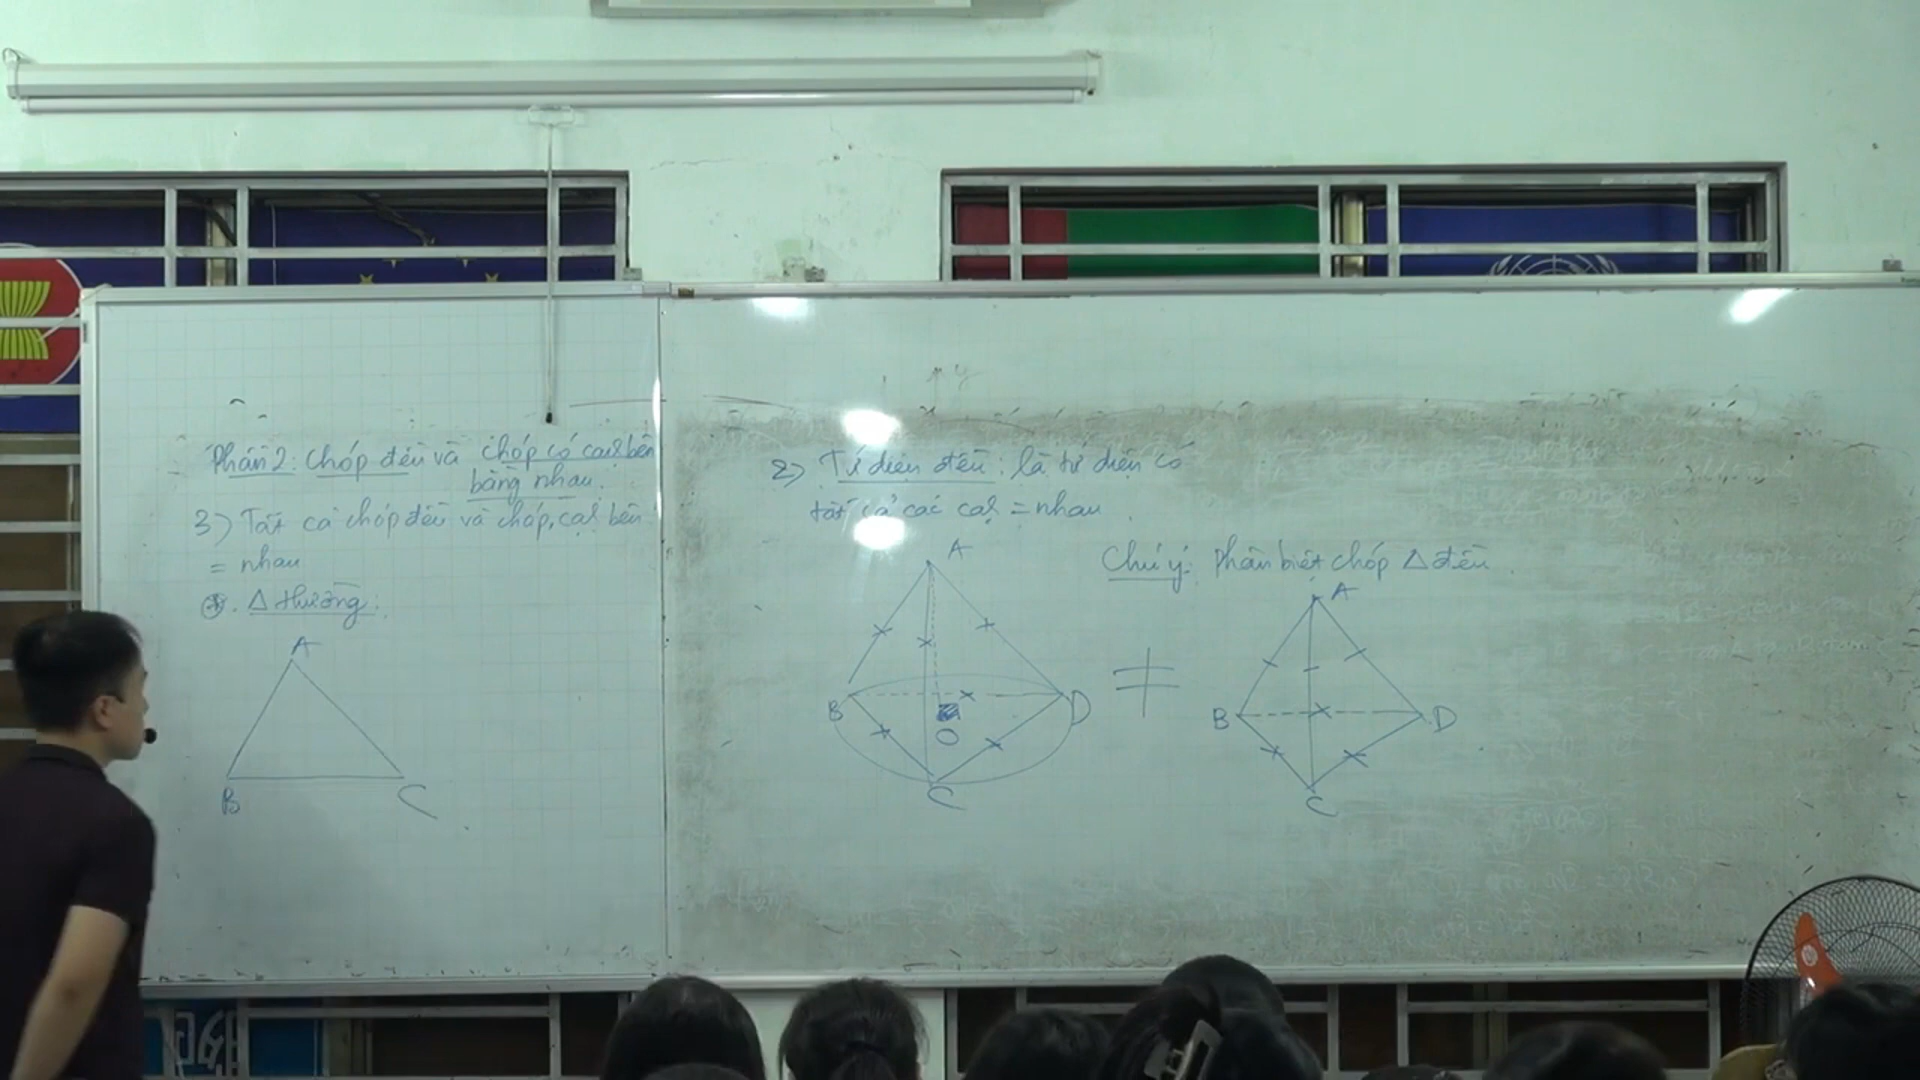 Phần 2: Chóp đều và chóp có cạnh bên
bằng nhau.
3) Tất cả chóp đều và chóp, cạnh bên
= nhau
Δ thường:
A
B
C
2) Tứ diện đều: là tứ diện có
tất cả các cạnh = nhau
A
B
D
O
C
≠
Chú ý: Phân biệt chóp Δ đều.
A
B
D
C